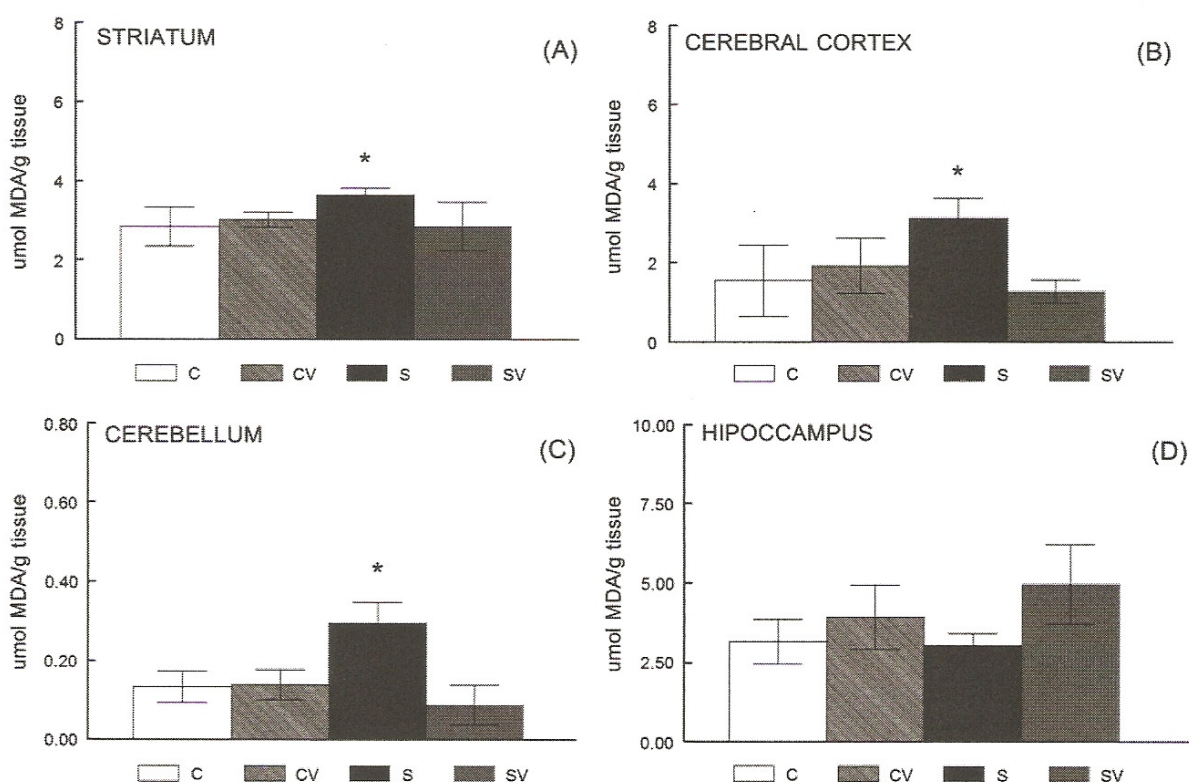 STRIATUM
(A)
umol MDA/g tissue
8
6
4
2
0
*
C CV S SV
CEREBRAL CORTEX
(B)
umol MDA/g tissue
8
6
4
2
0
*
C CV S SV
CEREBELLUM
(C)
umol MDA/g tissue
0.80
0.60
0.40
0.20
0.00
*
C CV S SV
HIPOCCAMPUS
(D)
umol MDA/g tissue
10.00
7.50
5.00
2.50
0.00
C CV S SV